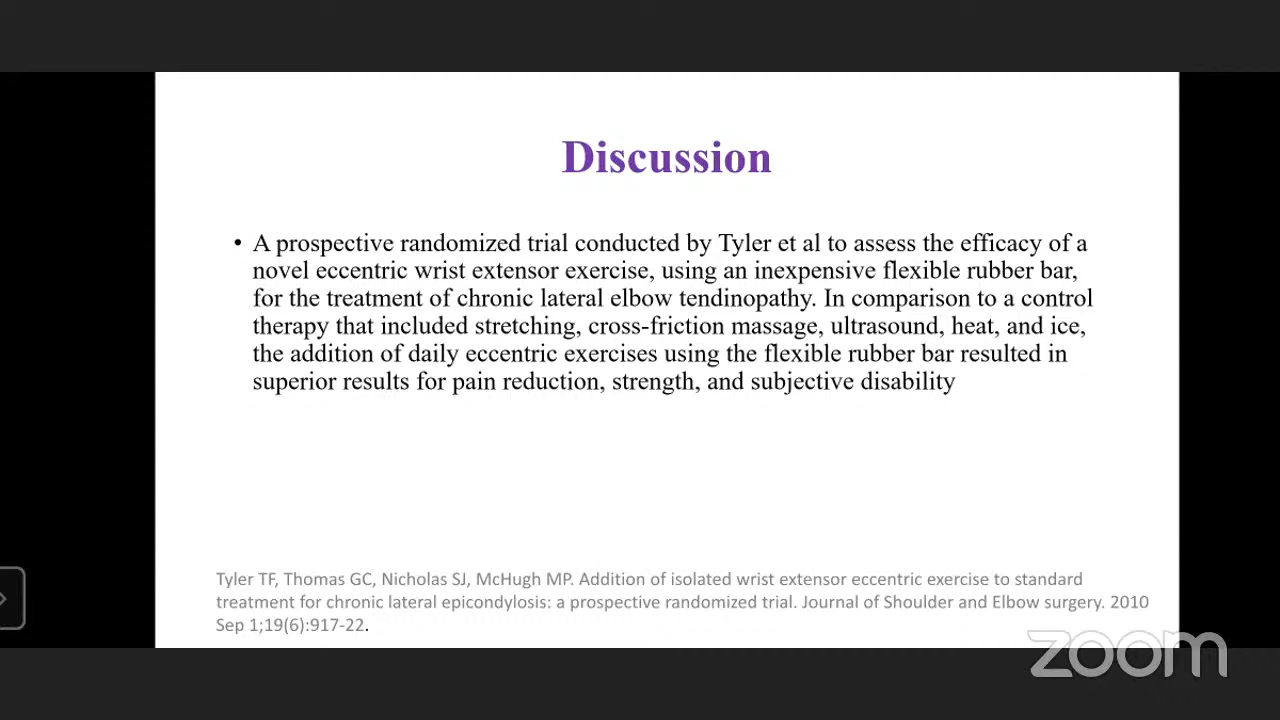 Discussion
• A prospective randomized trial conducted by Tyler et al to assess the efficacy of a
novel eccentric wrist extensor exercise, using an inexpensive flexible rubber bar,
for the treatment of chronic lateral elbow tendinopathy. In comparison to a control
therapy that included stretching, cross-friction massage, ultrasound, heat, and ice,
the addition of daily eccentric exercises using the flexible rubber bar resulted in
superior results for pain reduction, strength, and subjective disability
Tyler TF, Thomas GC, Nicholas SJ, McHugh MP. Addition of isolated wrist extensor eccentric exercise to standard
treatment for chronic lateral epicondylosis: a prospective randomized trial. Journal of Shoulder and Elbow surgery. 2010
Sep 1;19(6):917-22.
zoom